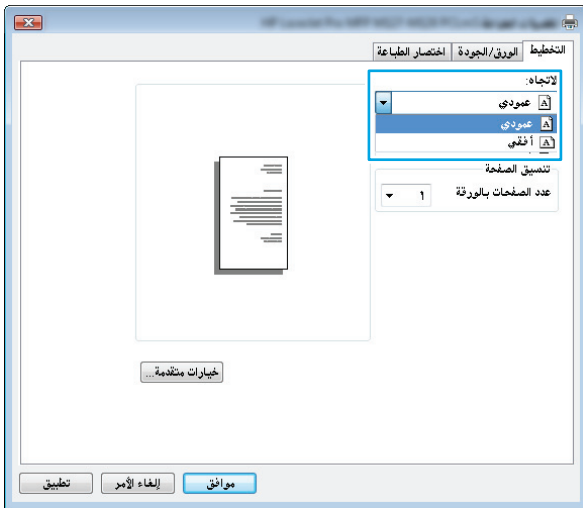 التخطيط
الورق/الجودة
اختصار الطباعة
لاتجاه:
عمودي
عمودي
أفقي
تنسيق الصفحة
عدد الصفحات بالورقة
١
خيارات متقدمة...
موافق
إلغاء الأمر
تطبيق